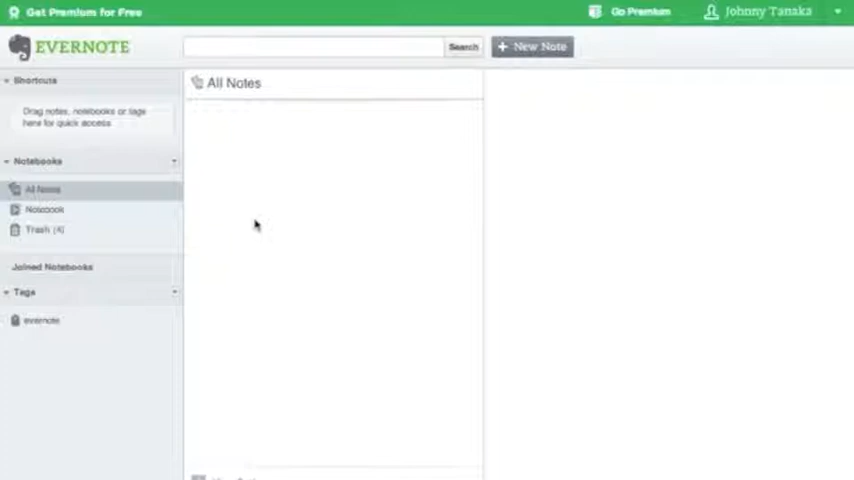 Get Premium for Free
Go Premium
Johnny Tanaka
EVERNOTE
Search
+ New Note
Shortcuts
All Notes
Drag notes, notebooks or tags
here for quick access
Notebooks
All Notes
Notebook
Trash (4)
Joined Notebooks
Tags
evernote